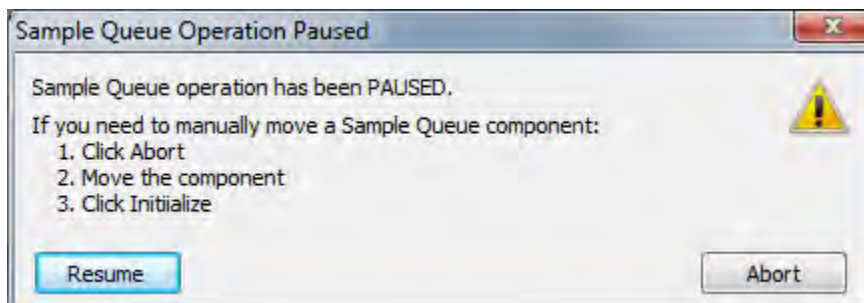 Sample Queue Operation Paused
Sample Queue operation has been PAUSED.
If you need to manually move a Sample Queue component:
1. Click Abort
2. Move the component
3. Click Initiialize
Resume
Abort